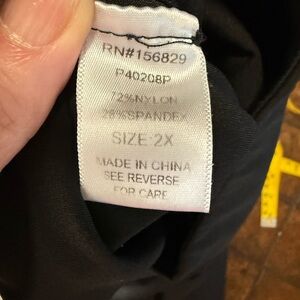 RN#156829
P40208P
72%NYLON
28%SPANDEX
SIZE:2X
MADE IN CHINA
SEE REVERSE
FOR CARE